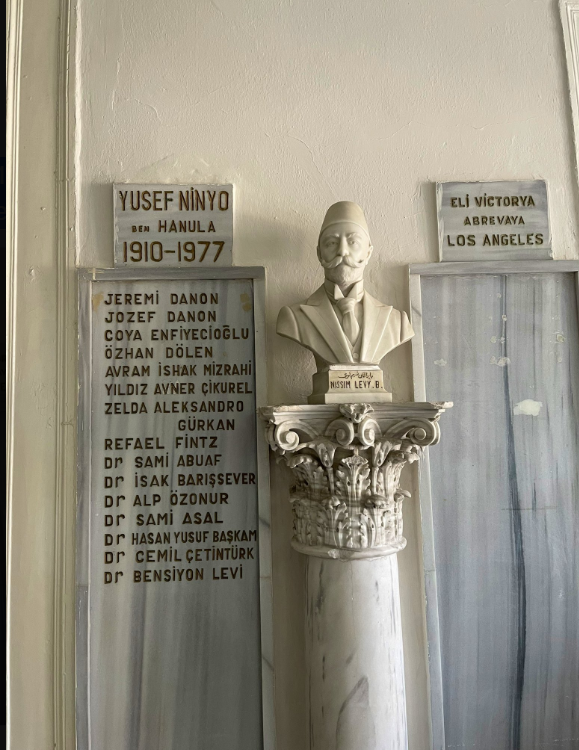 YUSEF NİNYO
BEN HANULA
1910-1977
JEREMI DANON
JOZEF DANON
COYA ENFİYECİOĞLU
ÖZHAN DÖLEN
AVRAM İSHAK MIZRAHİ
YILDIZ AVNER ÇİKUREL
ZELDA ALEKSANDRO
GÜRKAN
REFAEL FİNTZ
Dr SAMİ ABUAF
Dr İSAK BARIŞSEVER
Dr ALP ÖZONUR
Dr SAMİ ASAL
Dr HASAN YUSUF BAŞKAM
Dr CEMİL ÇETİNTÜRK
Dr BENSİYON LEVİ
NISSIM LEVY.B.
ELİ VİCTORYA
ABREVAYA
LOS ANGELES